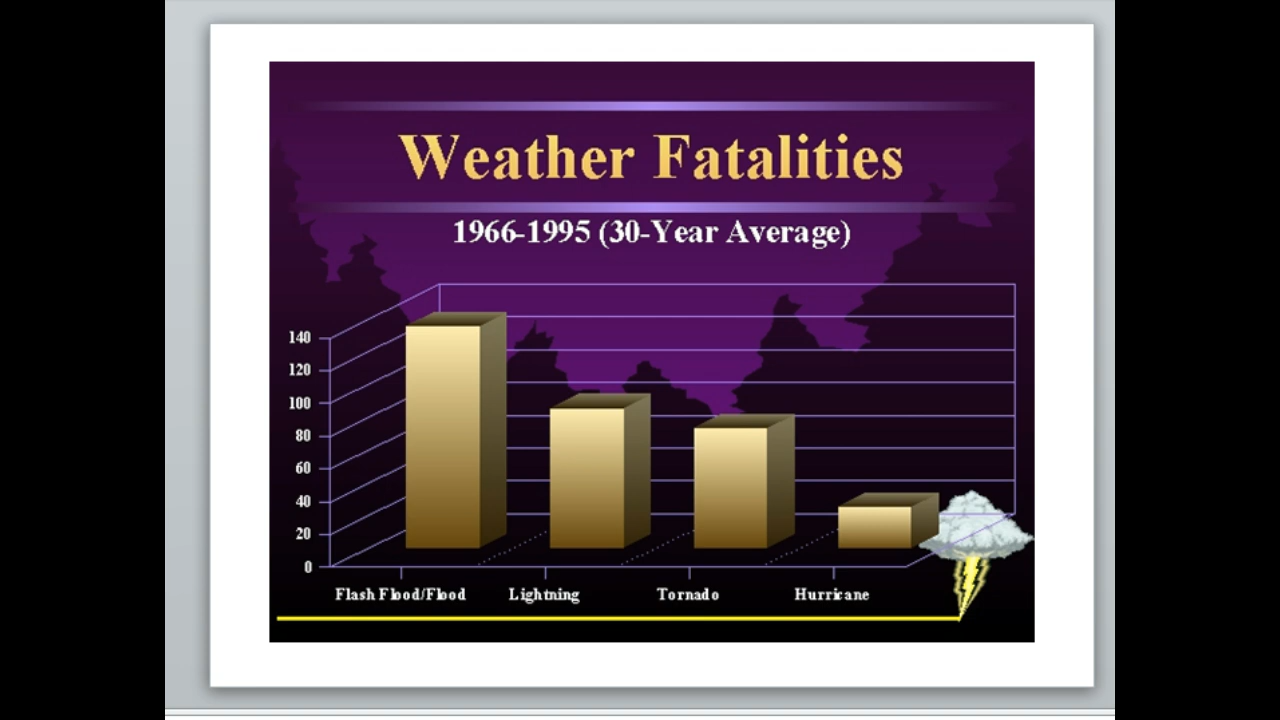 Weather Fatalities
1966-1995 (30-Year Average)
140
120
100
80
60
40
20
0
Flash Flood/Flood Lightning Tornado Hurricane